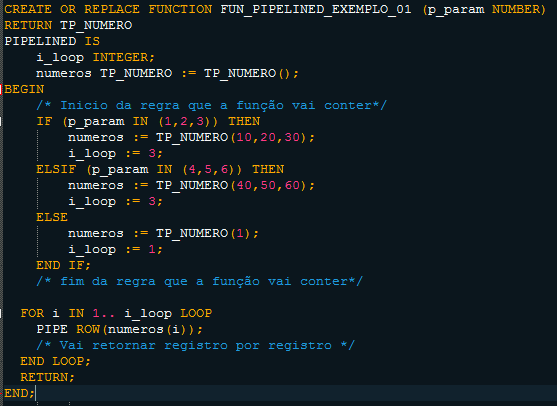 CREATE OR REPLACE FUNCTION FUN_PIPELINED_EXEMPLO_01 (p_param NUMBER)
RETURN TP_NUMERO
PIPELINED IS
    i_loop INTEGER;
    numeros TP_NUMERO := TP_NUMERO();
BEGIN
    /* Inicio da regra que a função vai conter*/
    IF (p_param IN (1,2,3)) THEN
        numeros := TP_NUMERO(10,20,30);
        i_loop := 3;
    ELSIF (p_param IN (4,5,6)) THEN
        numeros := TP_NUMERO(40,50,60);
        i_loop := 3;
    ELSE
        numeros := TP_NUMERO(1);
        i_loop := 1;
    END IF;
    /* fim da regra que a função vai conter*/
  FOR i IN 1.. i_loop LOOP
    PIPE ROW(numeros(i));
    /* Vai retornar registro por registro */
  END LOOP;
  RETURN;
END;